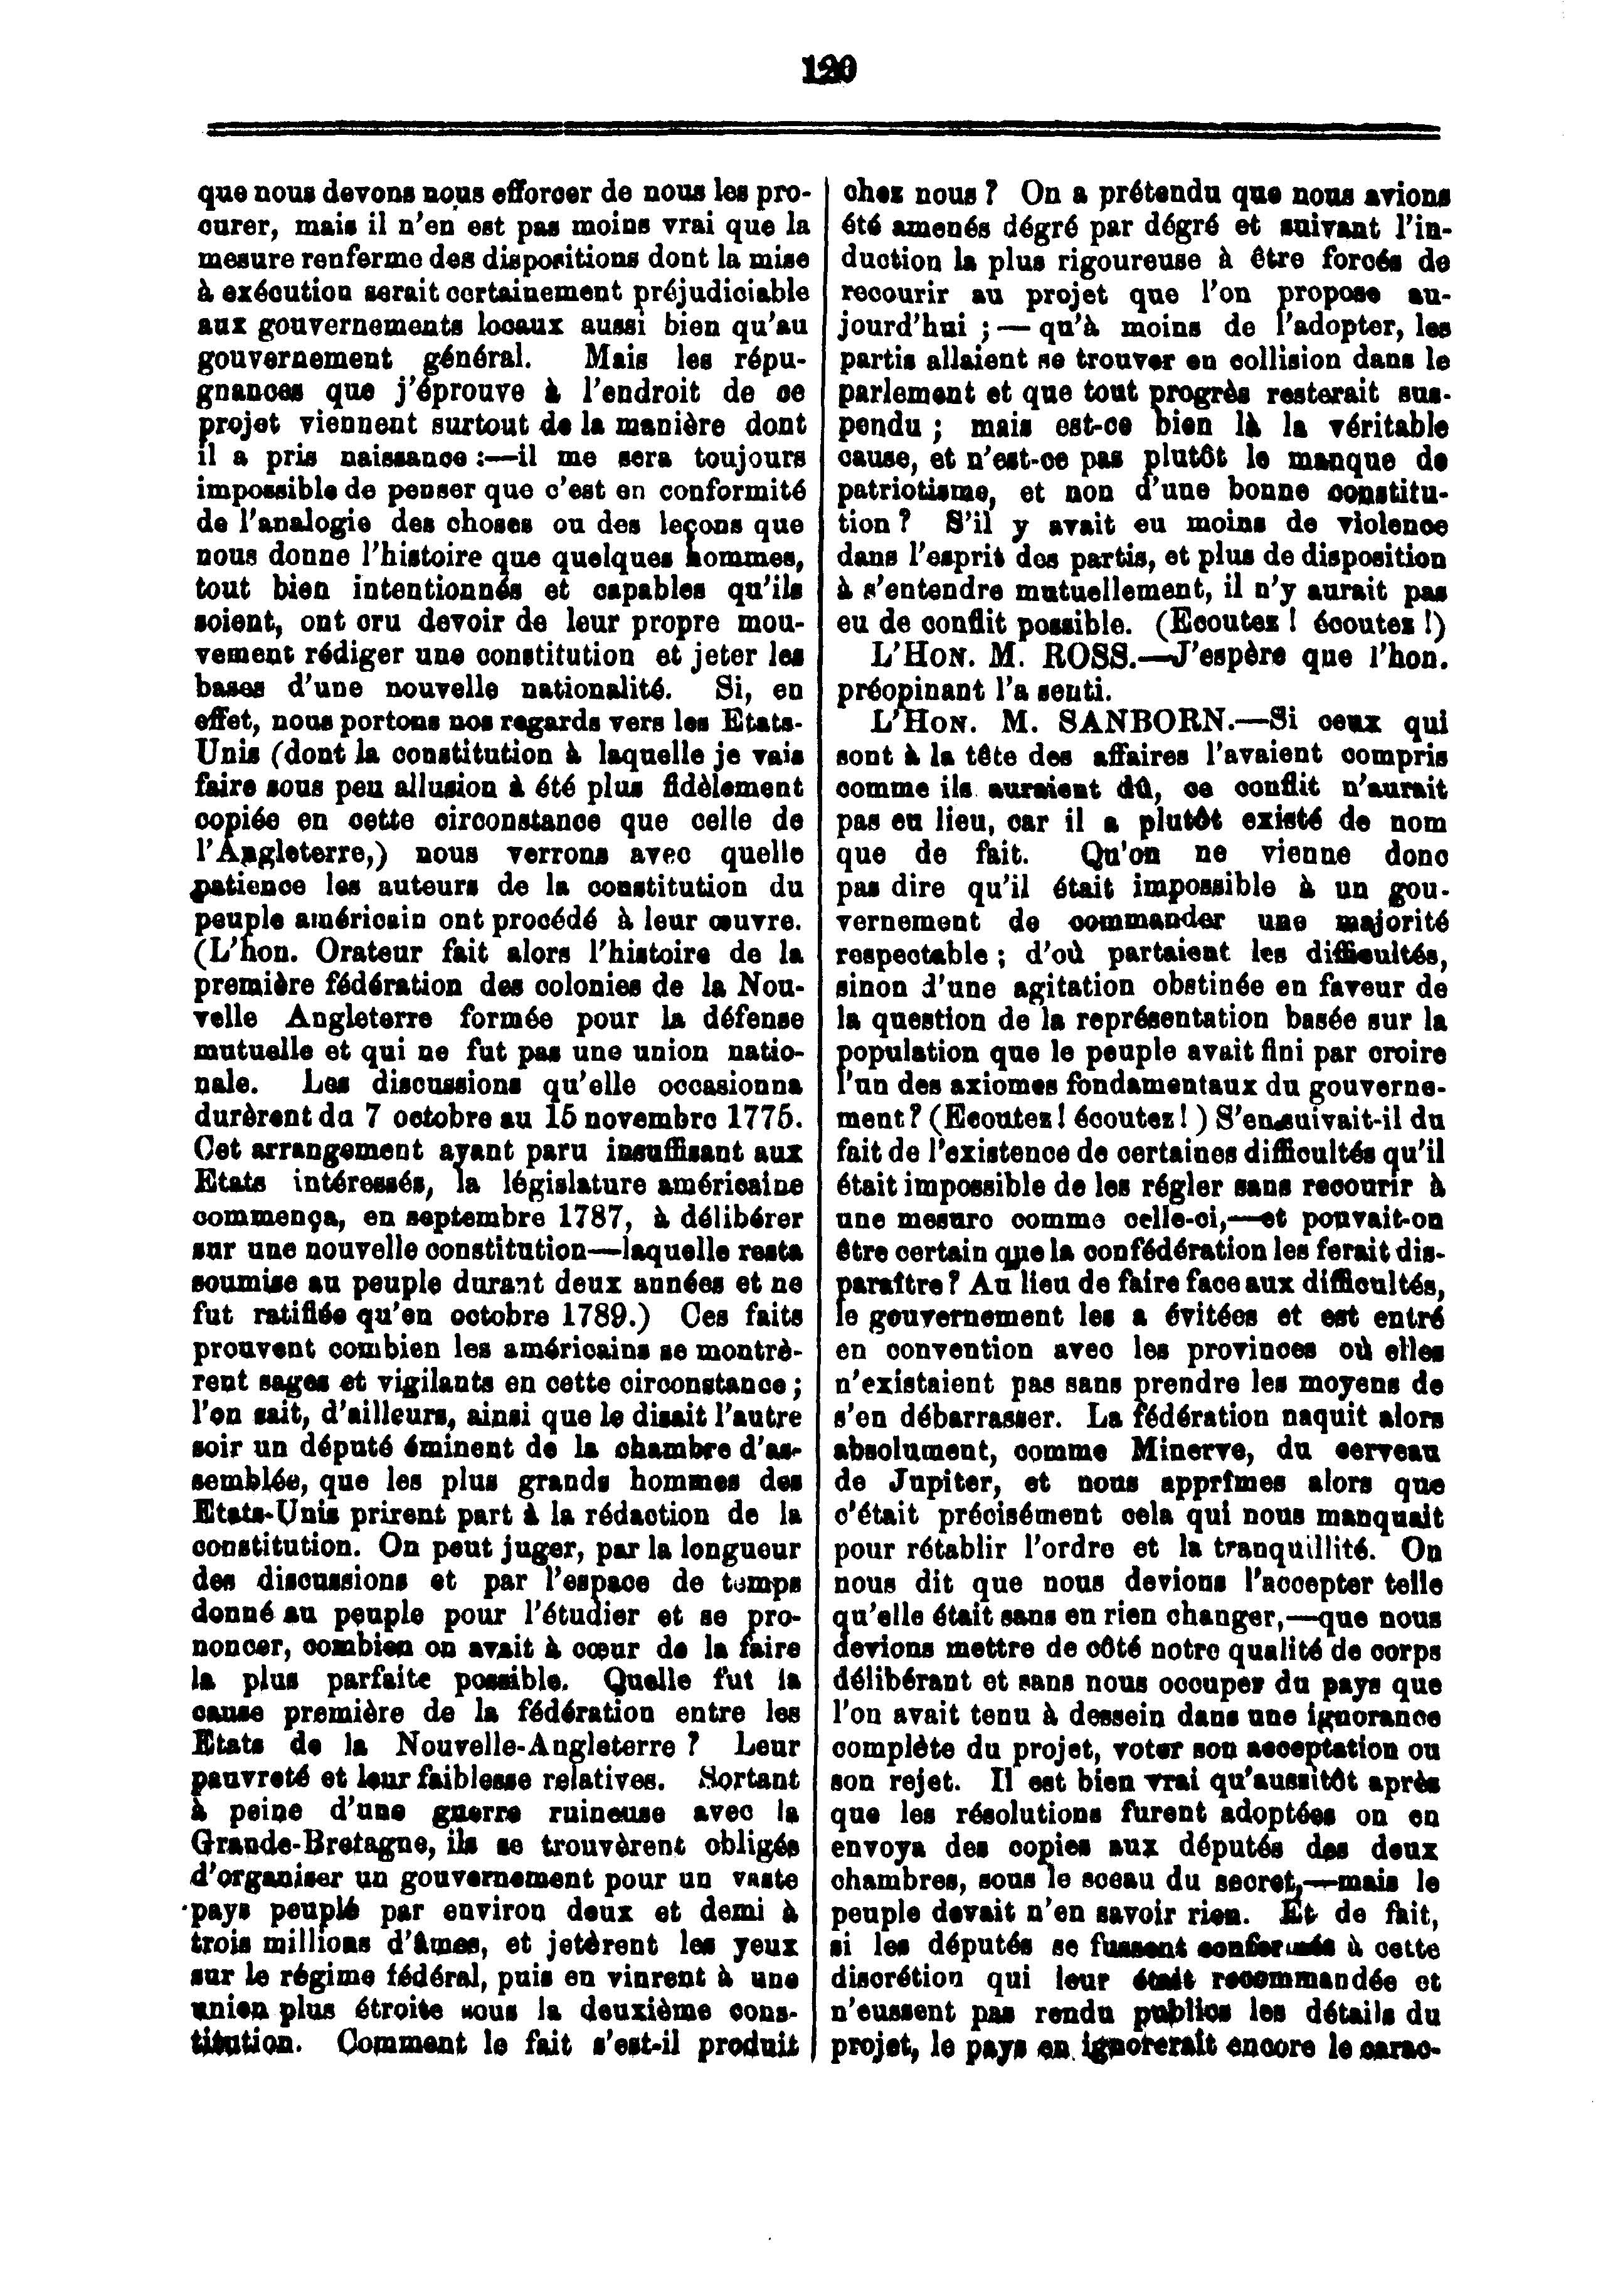 120
que nous devons nous efforcer de nous les pro-
curer, mais il n'en est pas moins vrai que la
mesure renferme des dispositions dont la mise
à exécution serait certainement préjudiciable
aux gouvernements locaux aussi bien qu'au
gouvernement général. Mais les répu-
gnances que j'éprouve à l'endroit de ce
projet viennent surtout de la manière dont
il a pris naissance :—il me sera toujours
impossible de penser que c'est en conformité
de l'analogie des choses ou des leçons que
nous donne l'histoire que quelques hommes,
tout bien intentionnés et capables qu'ils
soient, ont cru devoir de leur propre mou-
vement rédiger une constitution et jeter les
bases d'une nouvelle nationalité. Si, en
effet, nous portons nos regards vers les Etats-
Unis (dont la constitution à laquelle je vais
faire sous peu allusion à été plus fidèlement
copiée en cette circonstance que celle de
l'Angleterre,) nous verrons avec quelle
patience les auteurs de la constitution du
peuple américain ont procédé à leur œuvre.
(L'hon. Orateur fait alors l'histoire de la
première fédération des colonies de la Nou-
velle Angleterre formée pour la défense
mutuelle et qui ne fut pas une union natio-
nale. Les discussions qu'elle occasionna
durèrent du 7 octobre au 15 novembre 1775.
Cet arrangement ayant paru insuffisant aux
Etats intéressés, la législature américaine
commença, en septembre 1787, à délibérer
sur une nouvelle constitution—laquelle resta
soumise au peuple durant deux années et ne
fut ratifiée qu'en octobre 1789.) Ces faits
prouvent combien les américains se montrè-
rent sages et vigilants en cette circonstance ;
l'on sait, d'ailleurs, ainsi que le disait l'autre
soir un député éminent de la chambre d'as-
semblée, que les plus grands hommes des
Etats-Unis prirent part à la rédaction de la
constitution. On peut juger, par la longueur
des discussions et par l'espace de temps
donné au peuple pour l'étudier et se pro-
noncer, combien on avait à cœur de la faire
la plus parfaite possible. Quelle fut la
cause première de la fédération entre les
Etats de la Nouvelle-Angleterre ? Leur
pauvreté et leur faiblesse relatives. Sortant
à peine d'une guerre ruineuse avec la
Grande-Bretagne, ils se trouvèrent obligés
d'organiser un gouvernement pour un vaste
pays peuplé par environ deux et demi à
trois millions d'âmes, et jetèrent les yeux
sur le régime fédéral, puis en vinrent à une
union plus étroite sous la deuxième cons-
titution. Comment le fait s'est-il produit
chez nous ? On a prétendu que nous avions
été amenés dégré par dégré et suivant l'in-
duction la plus rigoureuse à être forcés de
recourir au projet que l'on propose au-
jourd'hui ;— qu'à moins de l'adopter, les
partis allaient se trouver en collision dans le
parlement et que tout progrès resterait sus-
pendu ; mais est-ce bien là la véritable
cause, et n'est-ce pas plutôt le manque de
patriotisme, et non d'une bonne constitu-
tion ? S'il y avait eu moins de violence
dans l'esprit des partis, et plus de disposition
à s'entendre mutuellement, il n'y aurait pas
eu de conflit possible. (Ecoutez ! écoutez !)
L'HON. M. ROSS.—J'espère que l'hon.
préopinant l'a senti.
L'HON. M. SANBORN.—Si ceux qui
sont à la tête des affaires l'avaient compris
comme ils auraient dû, ce conflit n'aurait
pas eu lieu, car il a plutôt existé de nom
que de fait. Qu'on ne vienne donc
pas dire qu'il était impossible à un gou-
vernement de commander une majorité
respectable ; d'où partaient les difficultés,
sinon d'une agitation obstinée en faveur de
la question de la représentation basée sur la
population que le peuple avait fini par croire
l'un des axiomes fondamentaux du gouverne-
ment ? (Ecoutez ! écoutez ! ) S'ensuivait-il du
fait de l'existence de certaines difficultés qu'il
était impossible de les régler sans recourir à
une mesure comme celle-ci,—et pouvait-on
être certain que la confédération les ferait dis-
paraître ? Au lieu de faire face aux difficultés,
le gouvernement les a évitées et est entré
en convention avec les provinces où elles
n'existaient pas sans prendre les moyens de
s'en débarrasser. La fédération naquit alors
absolument, comme Minerve, du cerveau
de Jupiter, et nous apprîmes alors que
c'était précisément cela qui nous manquait
pour rétablir l'ordre et la tranquillité. On
nous dit que nous devions l'accepter telle
qu'elle était sans en rien changer,—que nous
devions mettre de côté notre qualité de corps
délibérant et sans nous occuper du pays que
l'on avait tenu à dessein dans une ignorance
complète du projet, voter son acceptation ou
son rejet. Il est bien vrai qu'aussitôt après
que les résolutions furent adoptées on en
envoya des copies aux députés des deux
chambres, sous le sceau du secret,—mais le
peuple devait n'en savoir rien. Et de fait,
si les députés se fussent conformés à cette
discrétion qui leur était recommandée et
n'eussent pas rendu publics les détails du
projet, le pays en ignorerait encore le carac-